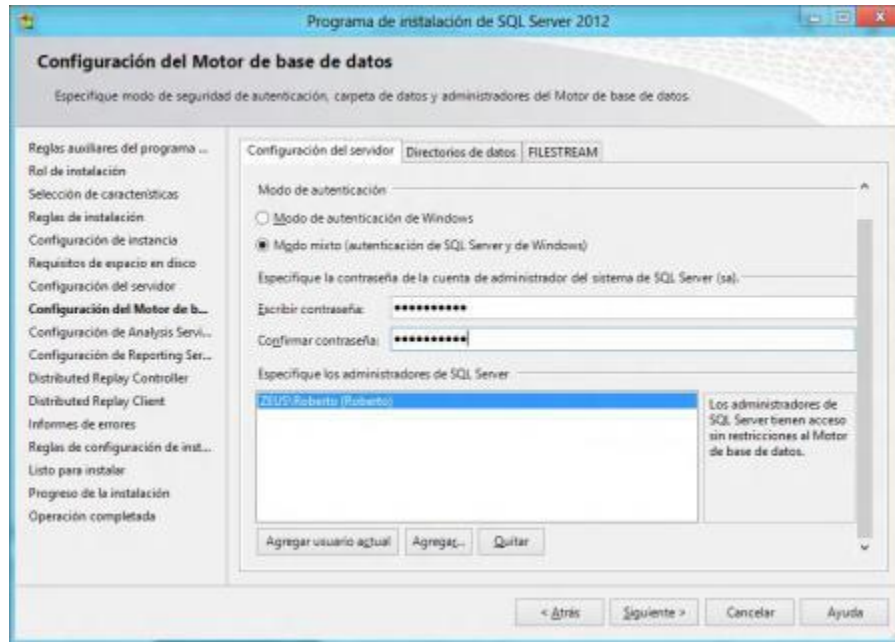 Programa de instalación de SQL Server 2012
Configuración del Motor de base de datos
Especifique modo de seguridad de autenticación, carpeta de datos y administradores del Motor de base de datos.
Reglas auxiliares del programa ...
Rol de instalación
Selección de características
Reglas de instalación
Configuración de instancia
Requisitos de espacio en disco
Configuración del servidor
Configuración del Motor de b...
Configuración de Analysis Servi...
Configuración de Reporting Ser...
Distributed Replay Controller
Distributed Replay Client
Informes de errores
Reglas de configuración de inst...
Listo para instalar
Progreso de la instalación
Operación completada
Configuración del servidor Directorios de datos FILESTREAM
Modo de autenticación
Modo de autenticación de Windows
Modo mixto (autenticación de SQL Server y de Windows)
Especifique la contraseña de la cuenta de administrador del sistema de SQL Server (sa).
Escribir contraseña: ●●●●●●●●●●
Confirmar contraseña: ●●●●●●●●●●
Especifique los administradores de SQL Server
ZEUS\Roberto (Roberto)
Los administradores de
SQL Server tienen acceso
sin restricciones al Motor
de base de datos.
Agregar usuario actual Agregar... Quitar
< Atrás Siguiente > Cancelar Ayuda